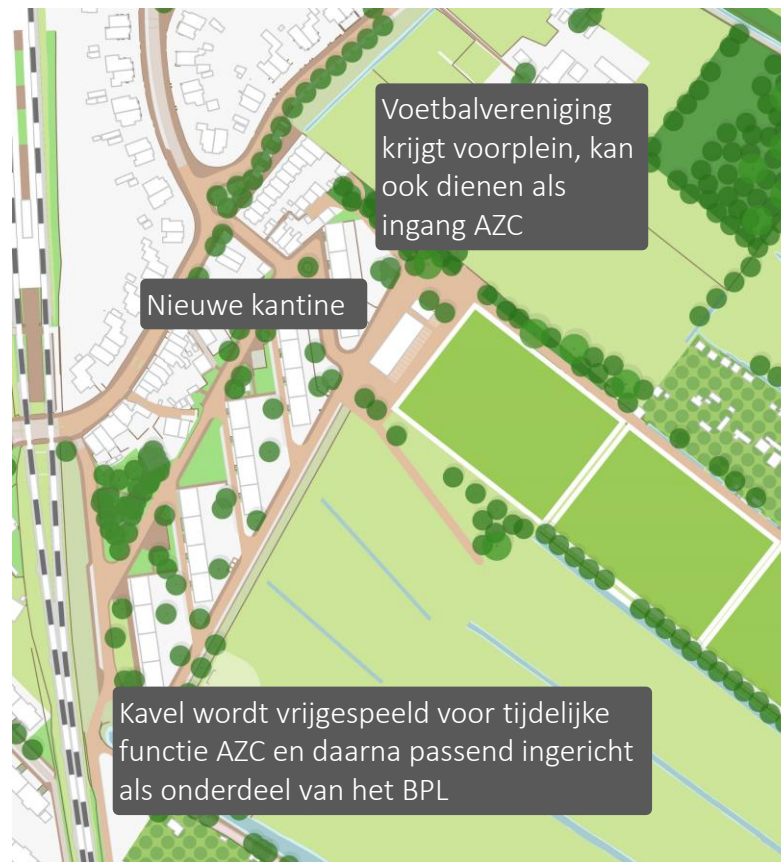 Voetbalvereniging
krijgt voorplein, kan
ook dienen als
ingang AZC
Nieuwe kantine
Kavel wordt vrijgespeeld voor tijdelijke
functie AZC en daarna passend ingericht
als onderdeel van het BPL